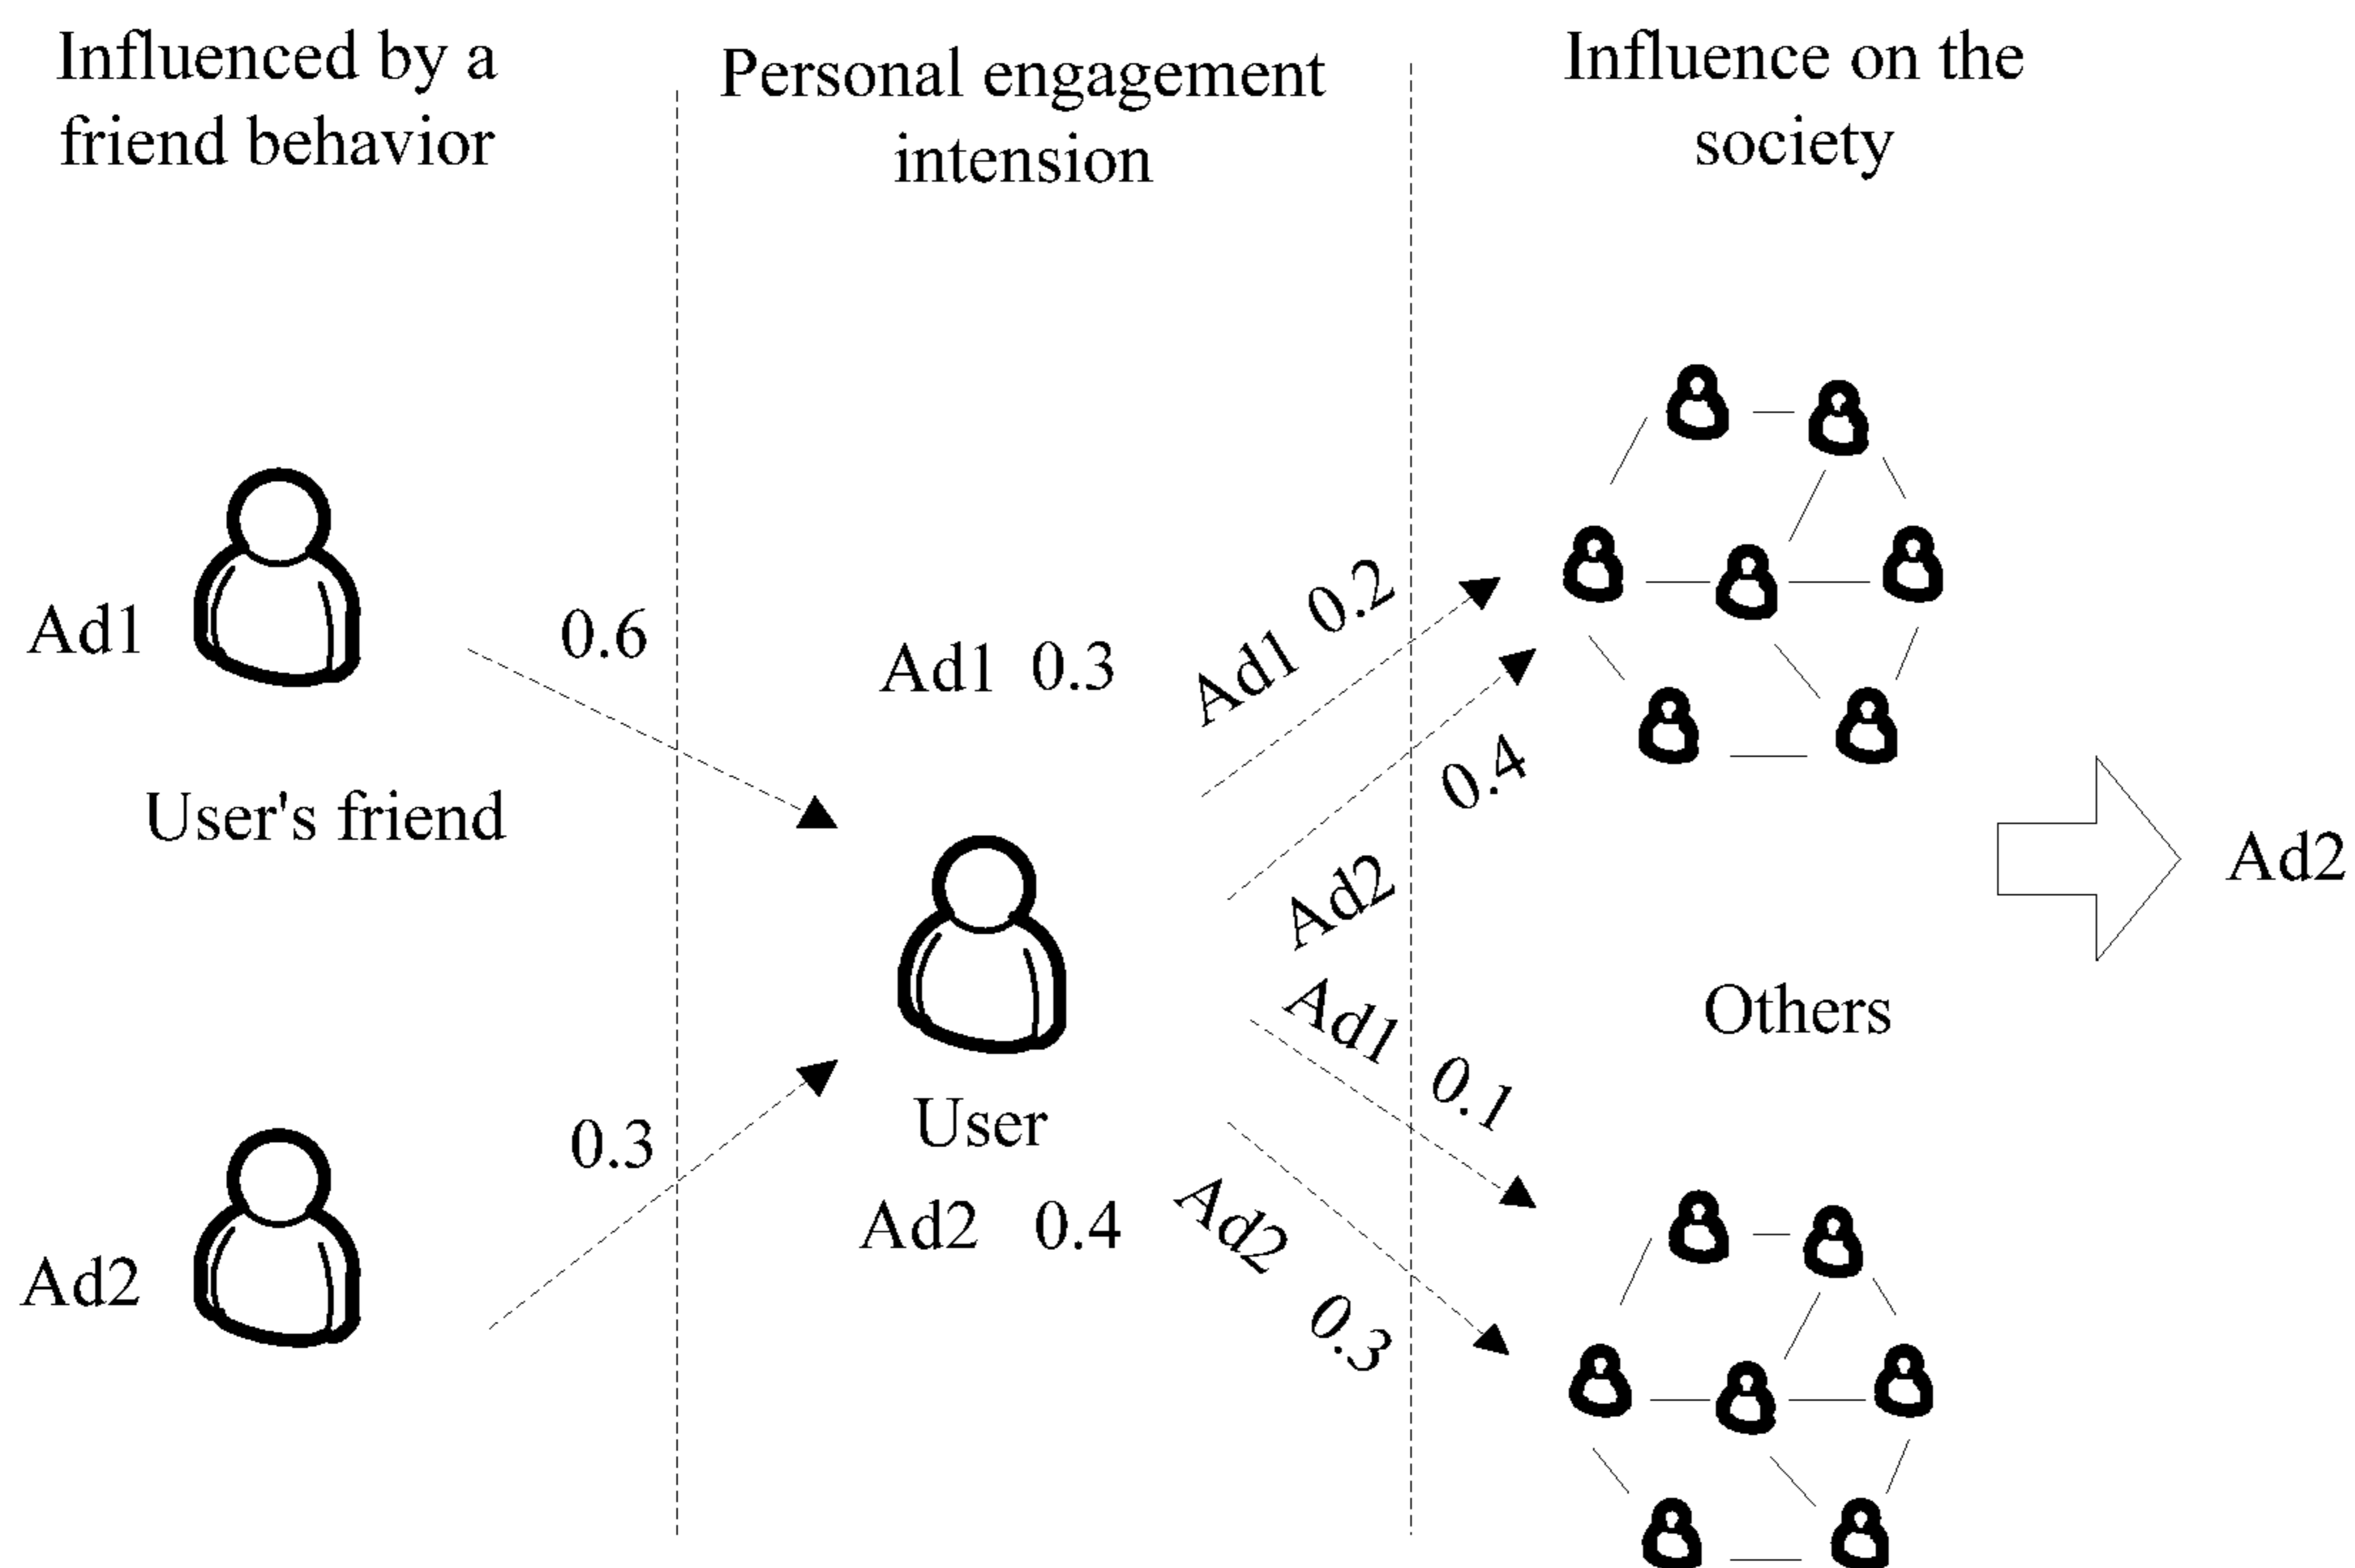 Influenced by a
friend behavior
Personal engagement
intension
Influence on the
society
Ad1
0.6
User's friend
Ad2
0.3
Ad1 0.3
User
Ad2 0.4
Ad1 0.2
Ad2 0.4
Ad1 0.1
Ad2 0.3
Others
Ad2